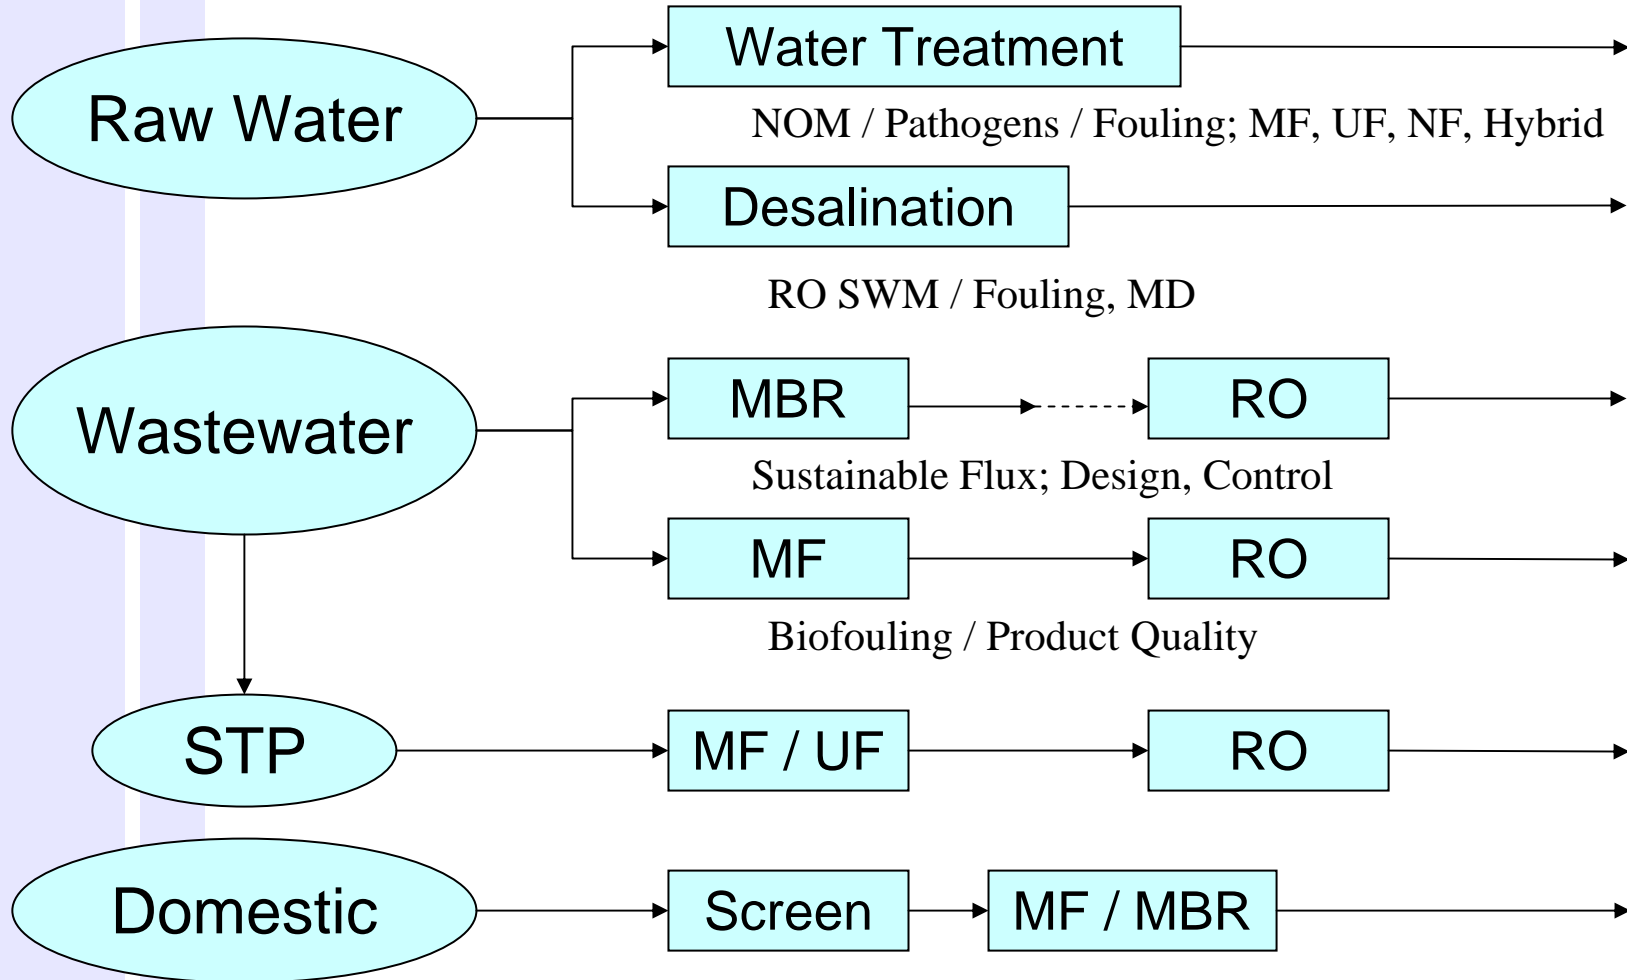 Raw Water
Water Treatment
NOM / Pathogens / Fouling; MF, UF, NF, Hybrid
Desalination
RO SWM / Fouling, MD
Wastewater
MBR
RO
Sustainable Flux; Design, Control
MF
RO
Biofouling / Product Quality
STP
MF / UF
RO
Domestic
Screen
MF / MBR